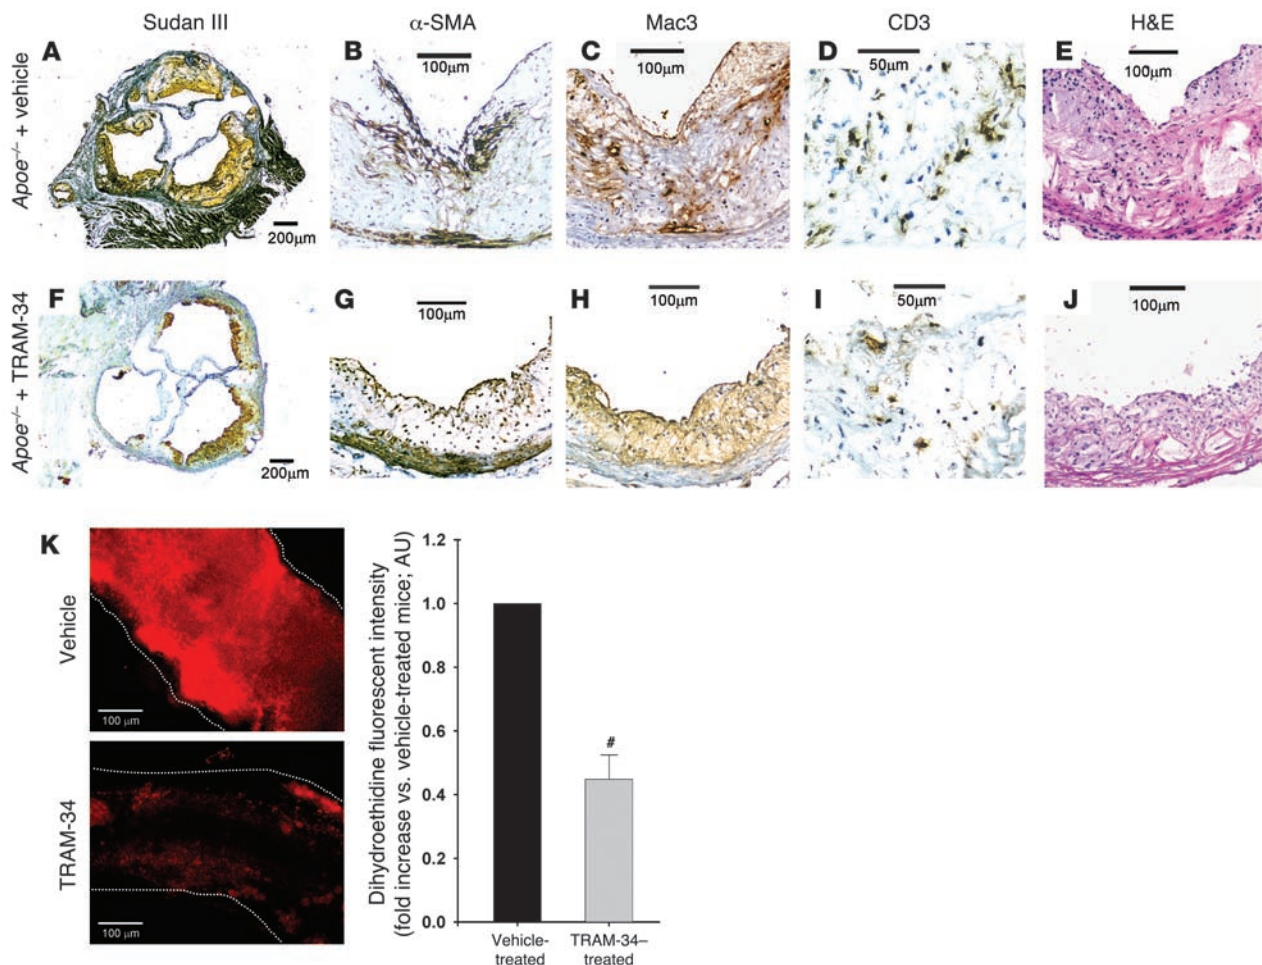 Sudan III
α-SMA
Mac3
CD3
H&E
Apoe⁻/⁻ + vehicle
A
B
100μm
C
100μm
D
50μm
E
100μm
200μm
Apoe⁻/⁻ + TRAM-34
F
G
100μm
H
100μm
I
50μm
J
100μm
200μm
K
Vehicle
100 μm
TRAM-34
100 μm
Dihydroethidine fluorescent intensity
(fold increase vs. vehicle-treated mice; AU)
1.2
1.0
0.8
0.6
0.4
0.2
0.0
#
Vehicle-
treated
TRAM-34–
treated